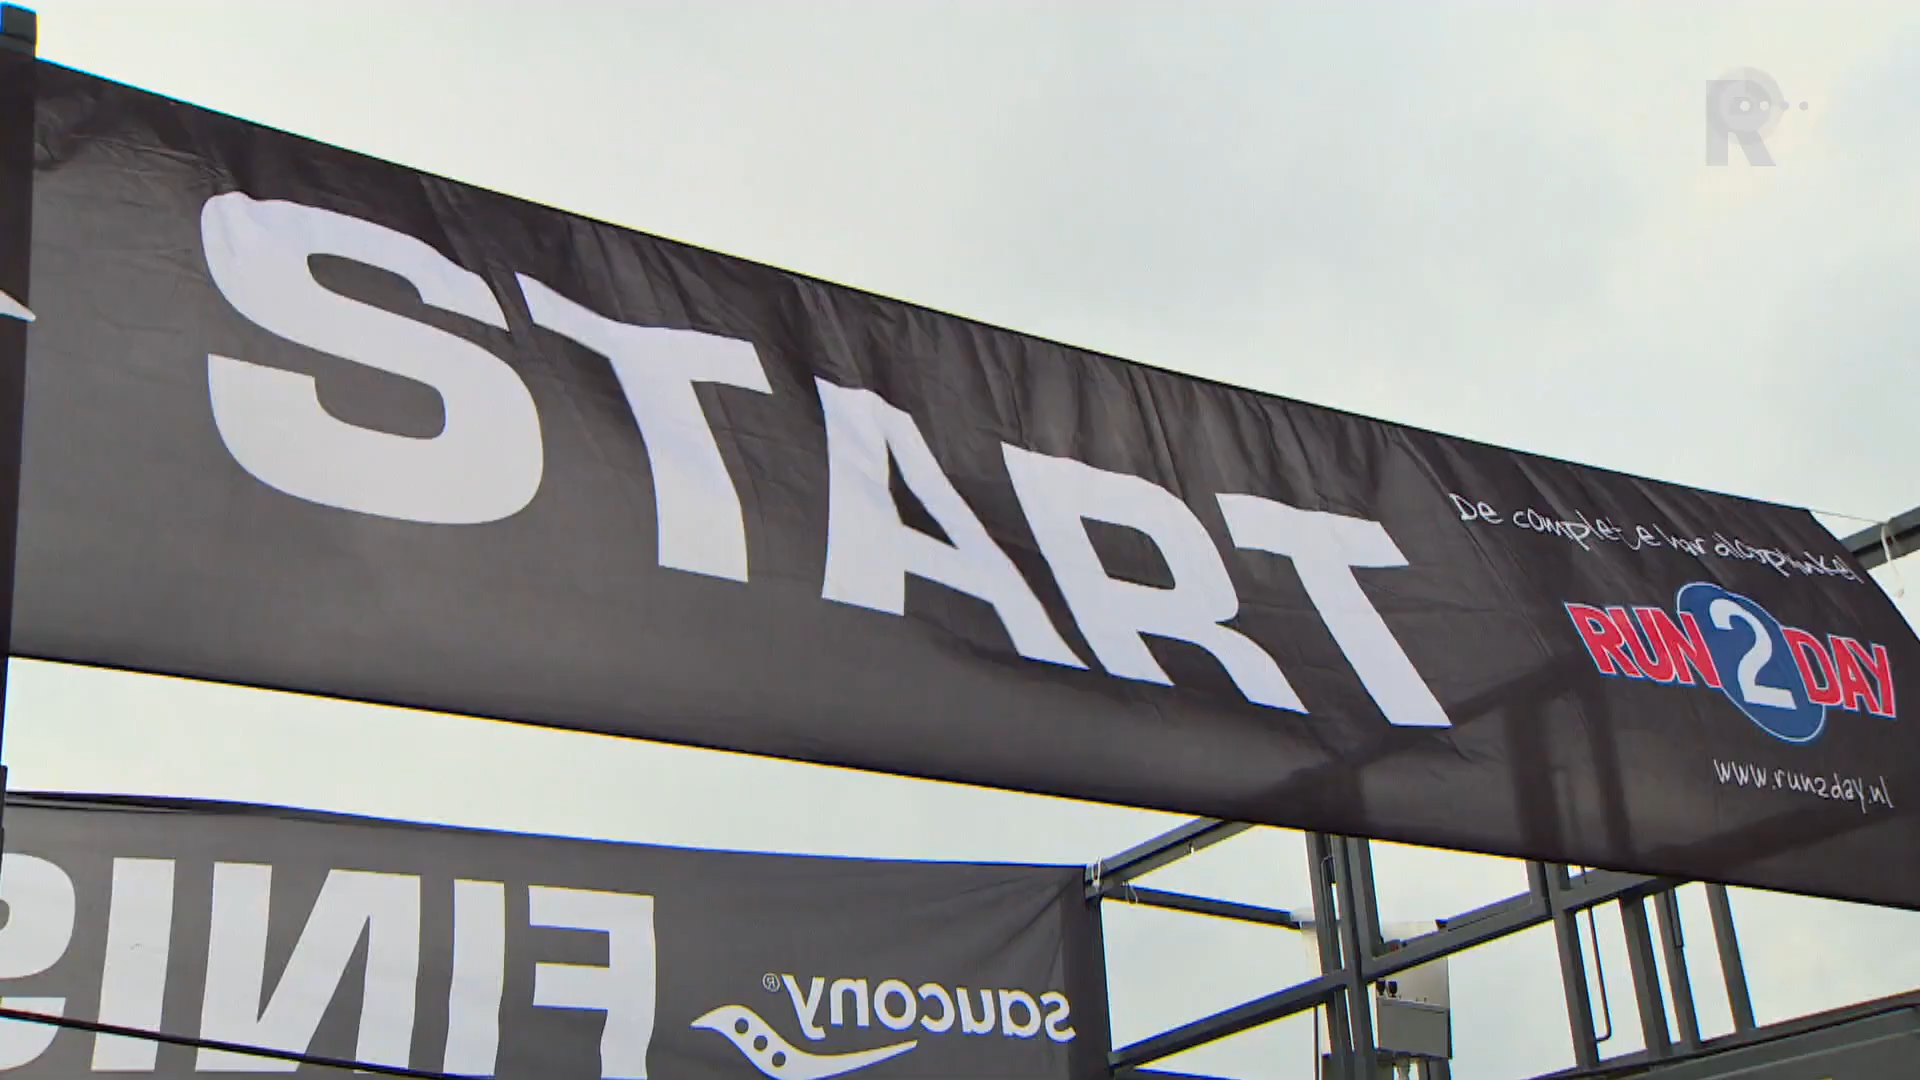 START
De complete hardloopwinkel
RUN2DAY
www.run2day.nl
FINIS
saucony®
R